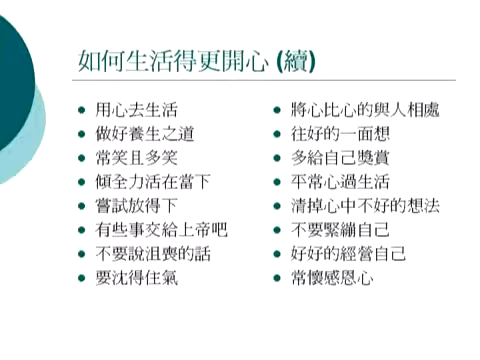 如何生活得更開心 (續)
用心去生活
做好養生之道
常笑且多笑
傾全力活在當下
嘗試放得下
有些事交給上帝吧
不要說沮喪的話
要沈得住氣
將心比心的與人相處
往好的一面想
多給自己獎賞
平常心過生活
清掉心中不好的想法
不要緊繃自己
好好的經營自己
常懷感恩心